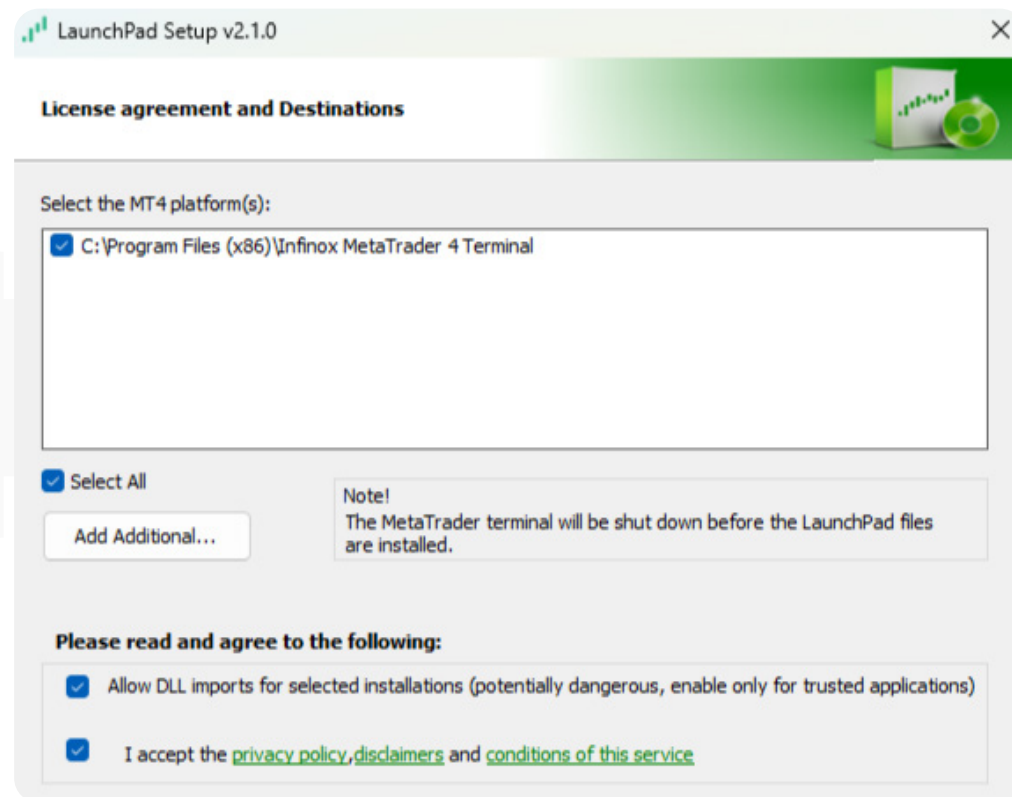 LaunchPad Setup v2.1.0
License agreement and Destinations
Select the MT4 platform(s):
C:\Program Files (x86)\Infinox MetaTrader 4 Terminal
Select All
Add Additional...
Note!
The MetaTrader terminal will be shut down before the LaunchPad files
are installed.
Please read and agree to the following:
Allow DLL imports for selected installations (potentially dangerous, enable only for trusted applications)
I accept the privacy policy,disclaimers and conditions of this service